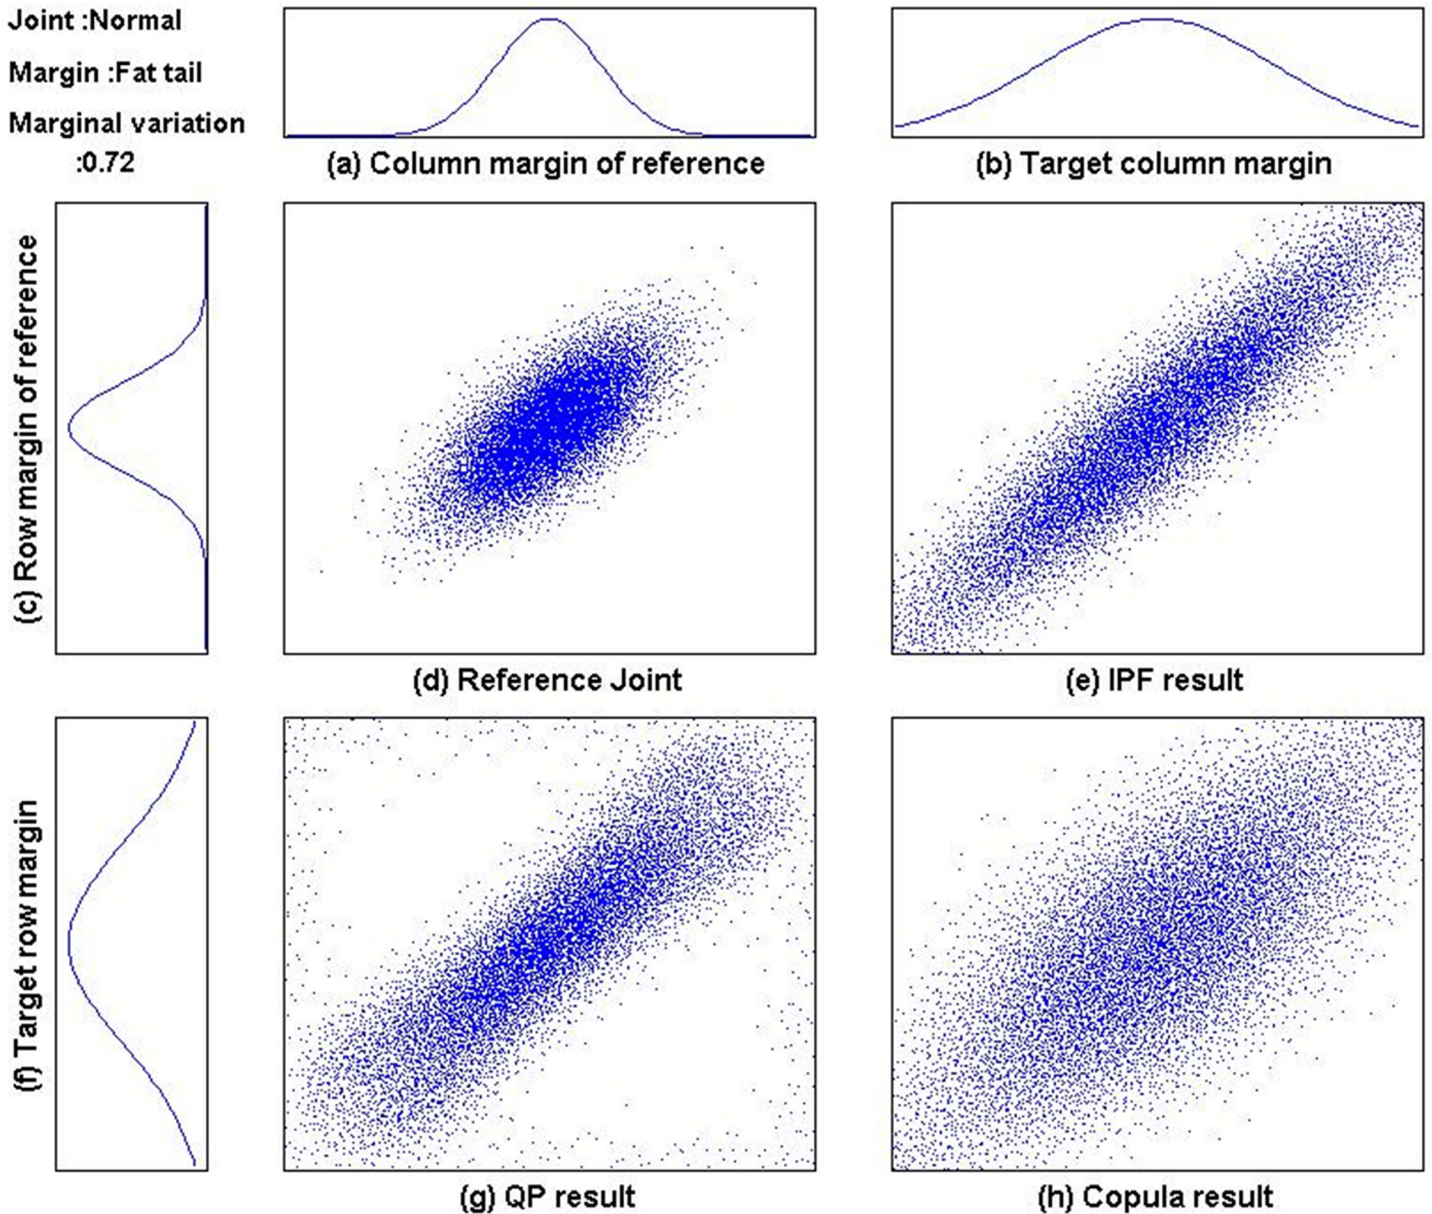 Joint :Normal
Margin :Fat tail
Marginal variation
:0.72
(a) Column margin of reference
(b) Target column margin
(c) Row margin of reference
(d) Reference Joint
(e) IPF result
(f) Target row margin
(g) QP result
(h) Copula result